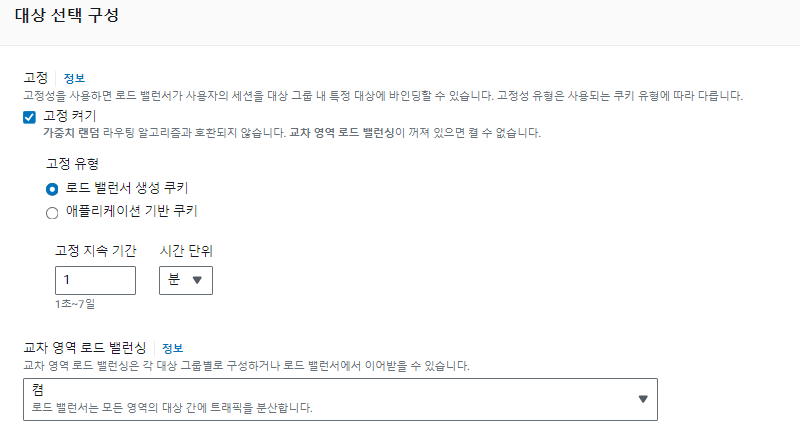 대상 선택 구성
고정 정보
고정성을 사용하면 로드 밸런서가 사용자의 세션을 대상 그룹 내 특정 대상에 바인딩할 수 있습니다. 고정성 유형은 사용되는 쿠키 유형에 따라 다릅니다.
고정 켜기
가중치 랜덤 라우팅 알고리즘과 호환되지 않습니다. 교차 영역 로드 밸런싱이 꺼져 있으면 켤 수 없습니다.
고정 유형
로드 밸런서 생성 쿠키
애플리케이션 기반 쿠키
고정 지속 기간 시간 단위
1 분
1초~7일
교차 영역 로드 밸런싱 정보
교차 영역 로드 밸런싱은 각 대상 그룹별로 구성하거나 로드 밸런서에서 이어받을 수 있습니다.
켬
로드 밸런서는 모든 영역의 대상 간에 트래픽을 분산합니다.